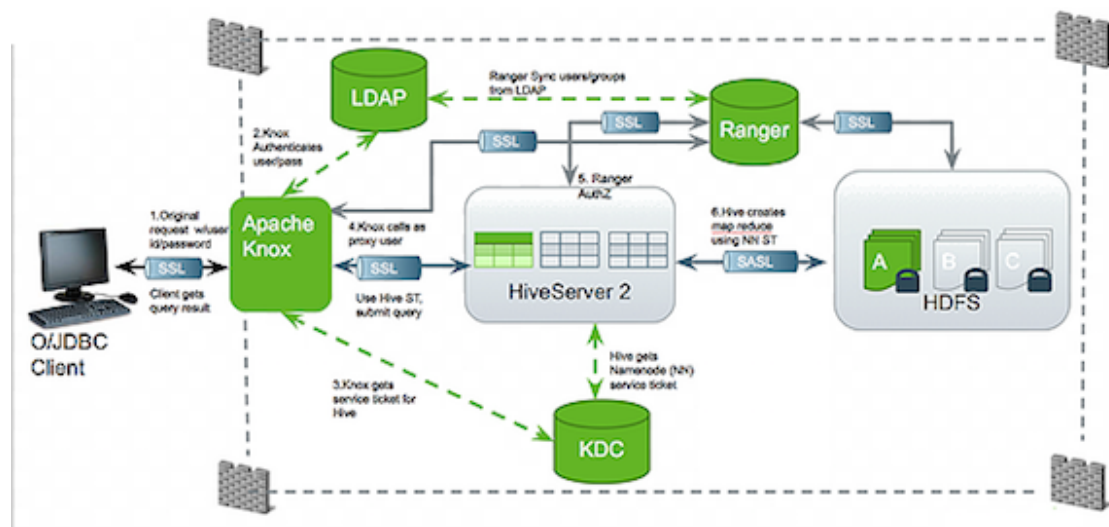 LDAP
Ranger Sync users/groups
from LDAP
Ranger
SSL
SSL
SSL
2.Knox
Authenticates
user/pass
5. Ranger
AuthZ
1.Original
request w/user
id/password
Apache
Knox
4.Knox calls as
proxy user
6.Hive creates
map reduce
using NN ST
A
B
C
SSL
SSL
SASL
HiveServer 2
HDFS
Client gets
query result
Use Hive ST,
submit query
O/JDBC
Client
3.Knox gets
service ticket for
Hive
Hive gets
Namenode (NN)
service ticket
KDC